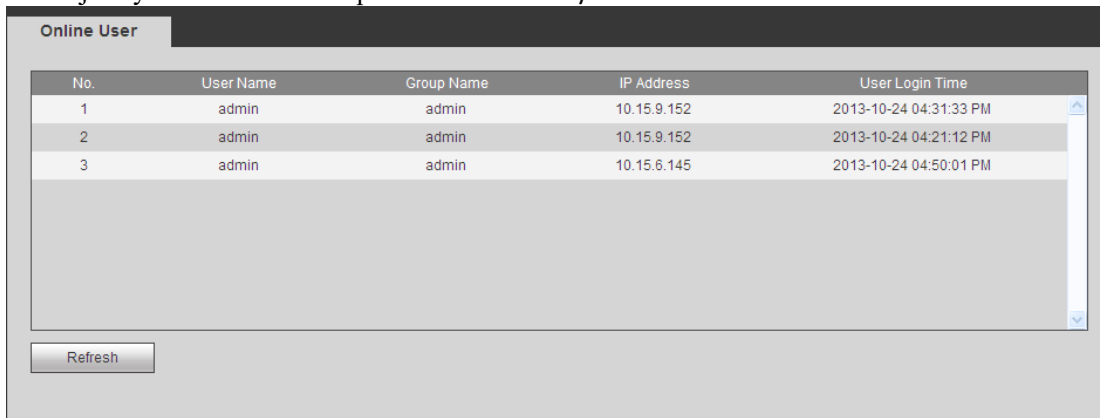 Online User
No. User Name Group Name IP Address User Login Time
1 admin admin 10.15.9.152 2013-10-24 04:31:33 PM
2 admin admin 10.15.9.152 2013-10-24 04:21:12 PM
3 admin admin 10.15.6.145 2013-10-24 04:50:01 PM
Refresh